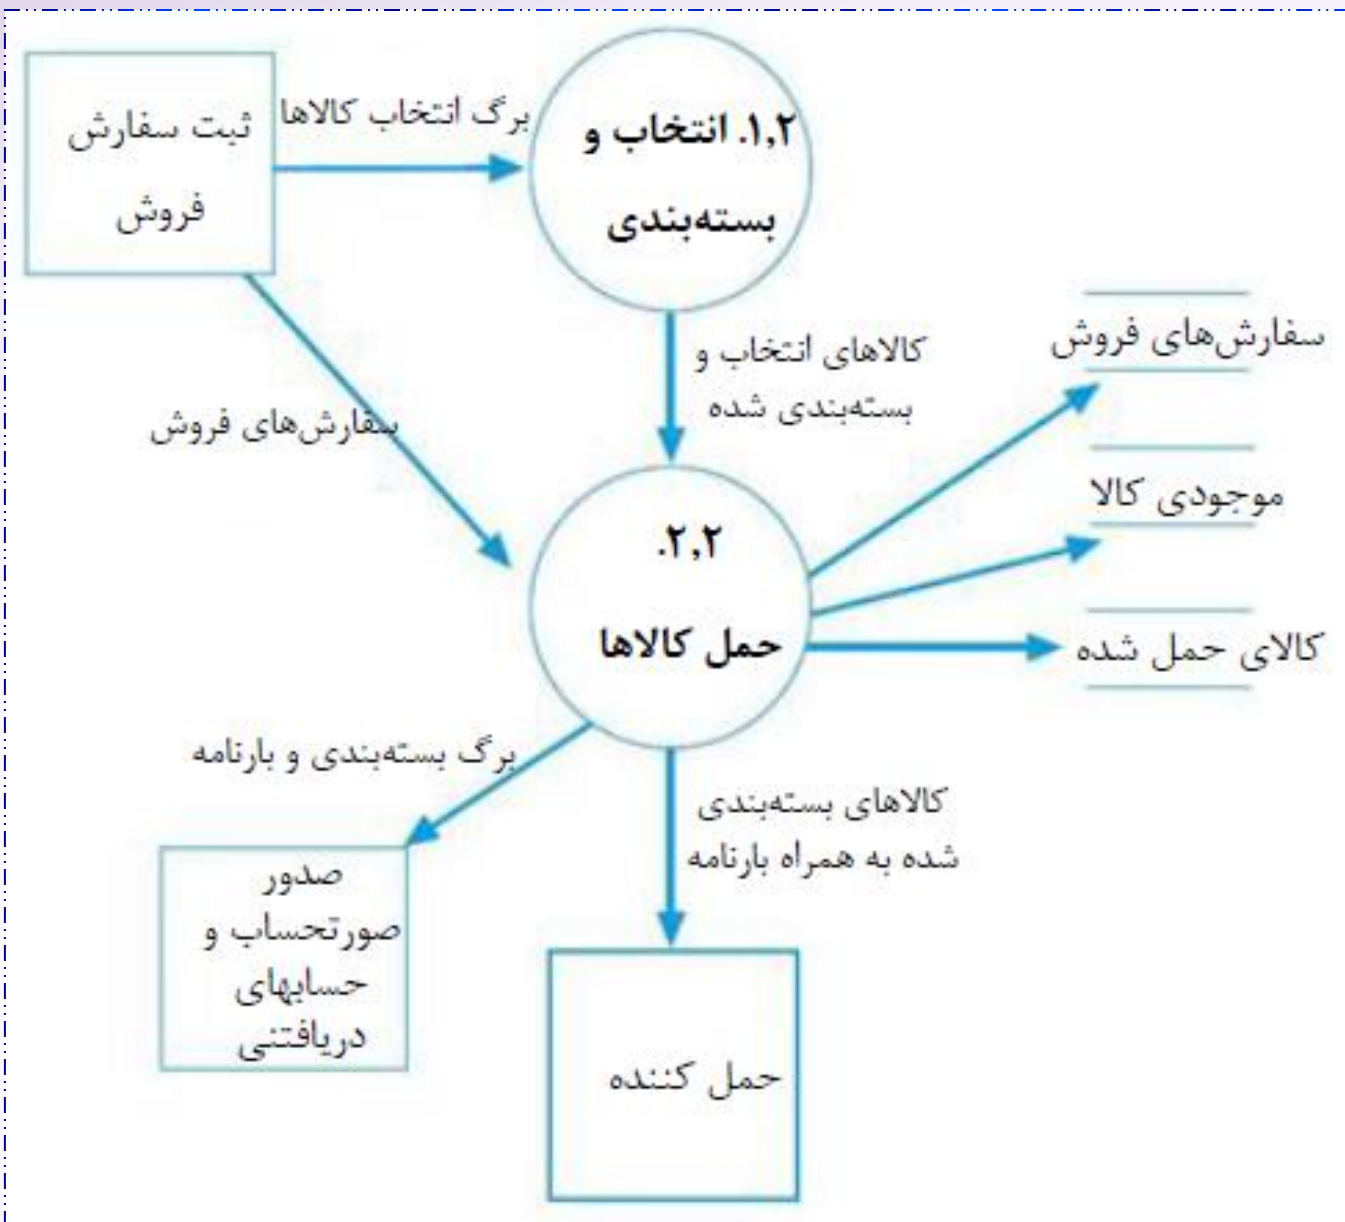 ثبت سفارش
فروش
برگ انتخاب کالاها
۱,۲. انتخاب و
بسته‌بندی
کالاهای انتخاب و
بسته‌بندی شده
سفارش‌های فروش
سفارش‌های فروش
موجودی کالا
کالای حمل شده
۲,۲.
حمل کالاها
برگ بسته‌بندی و بارنامه
کالاهای بسته‌بندی
شده به همراه بارنامه
صدور
صورتحساب و
حسابهای
دریافتنی
حمل کننده